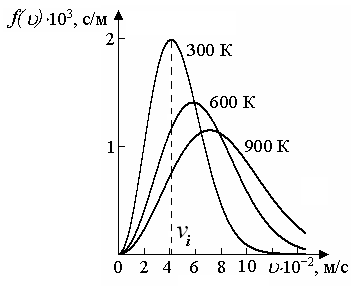 f(υ)·10³, с/м
2
300 К
600 К
1
900 К
vᵢ
0 2 4 6 8 10 υ·10⁻², м/с